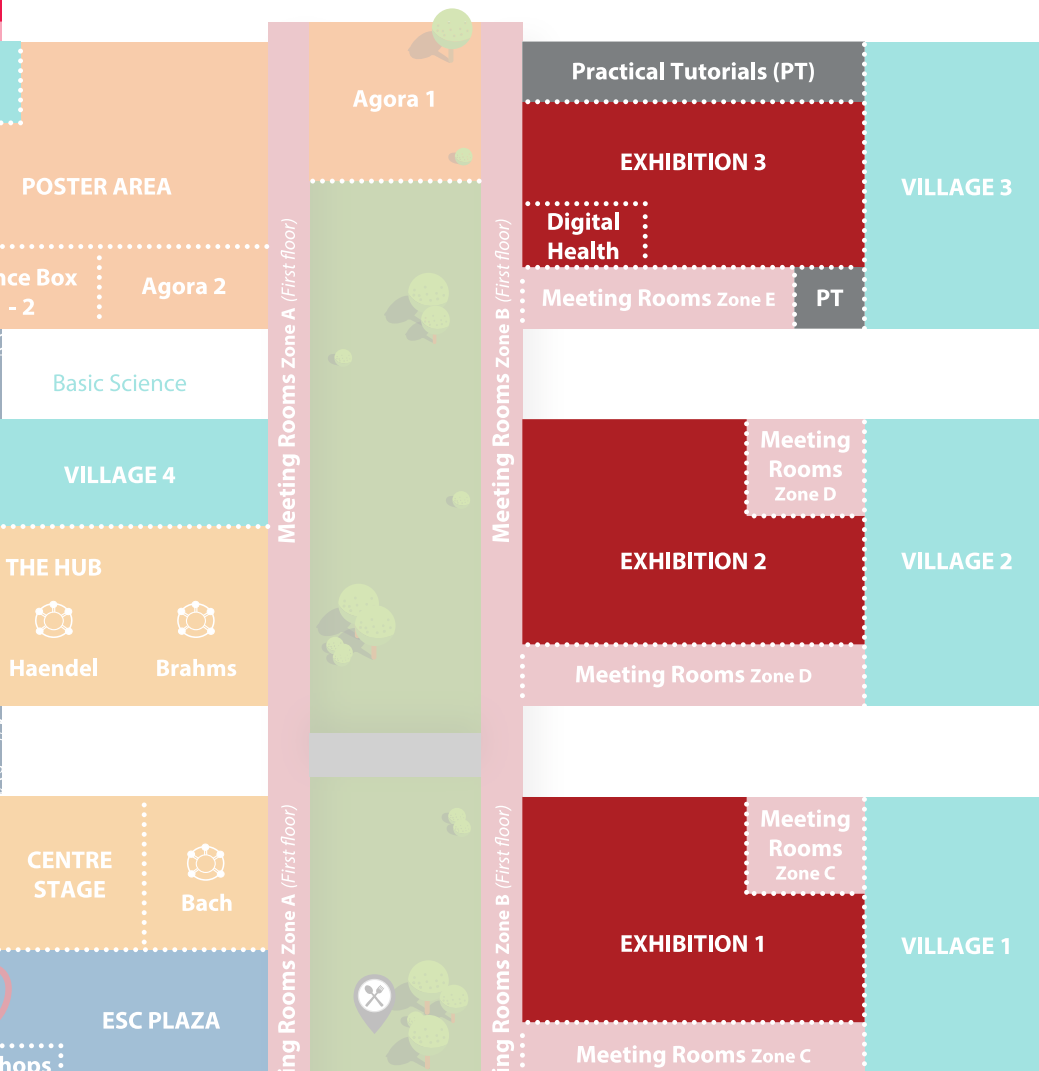 Agora 1
Practical Tutorials (PT)
EXHIBITION 3
POSTER AREA
VILLAGE 3
Digital
Health
Box
- 2
Agora 2
Meeting Rooms Zone E
PT
Meeting Rooms Zone A (First floor)
Meeting Rooms Zone B (First floor)
Basic Science
VILLAGE 4
Meeting
Rooms
Zone D
THE HUB
EXHIBITION 2
VILLAGE 2
Haendel
Brahms
Meeting Rooms Zone D
CENTRE
STAGE
Bach
Meeting
Rooms
Zone C
EXHIBITION 1
VILLAGE 1
Rooms Zone A (First floor)
Rooms Zone B (First floor)
ESC PLAZA
Meeting Rooms Zone C